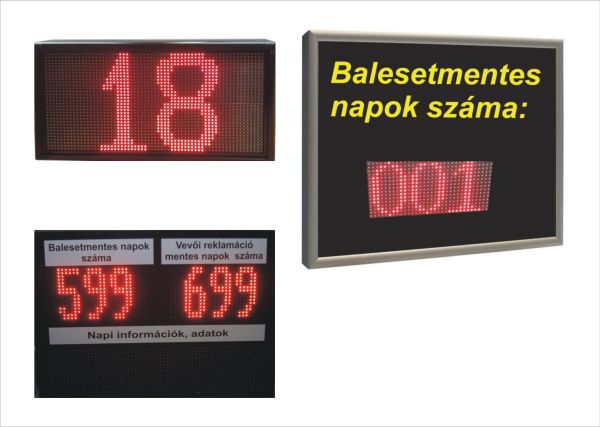 18
Balesetmentes
napok száma:
001
Balesetmentes napok
száma
Vevői reklamáció
mentes napok száma
599
699
Napi információk, adatok